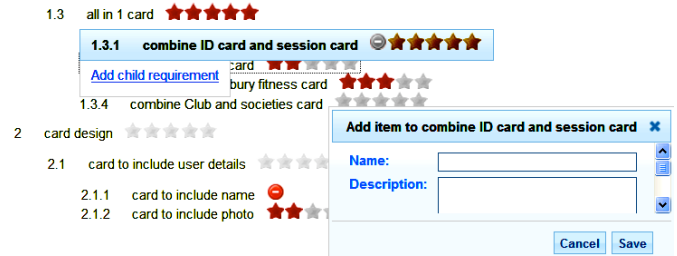 1.3 all in 1 card
1.3.1 combine ID card and session card
card
Add child requirement
bury fitness card
1.3.4 combine Club and societies card
2 card design
Add item to combine ID card and session card
2.1 card to include user details
Name:
Description:
2.1.1 card to include name
2.1.2 card to include photo
Cancel Save